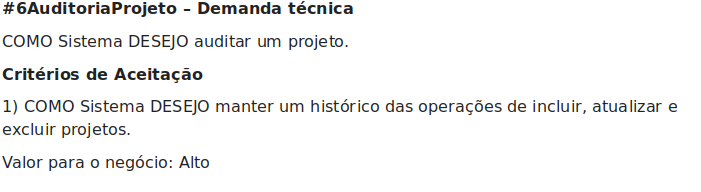 #6AuditoriaProjeto – Demanda técnica
COMO Sistema DESEJO auditar um projeto.
Critérios de Aceitação
1) COMO Sistema DESEJO manter um histórico das operações de incluir, atualizar e
excluir projetos.
Valor para o negócio: Alto